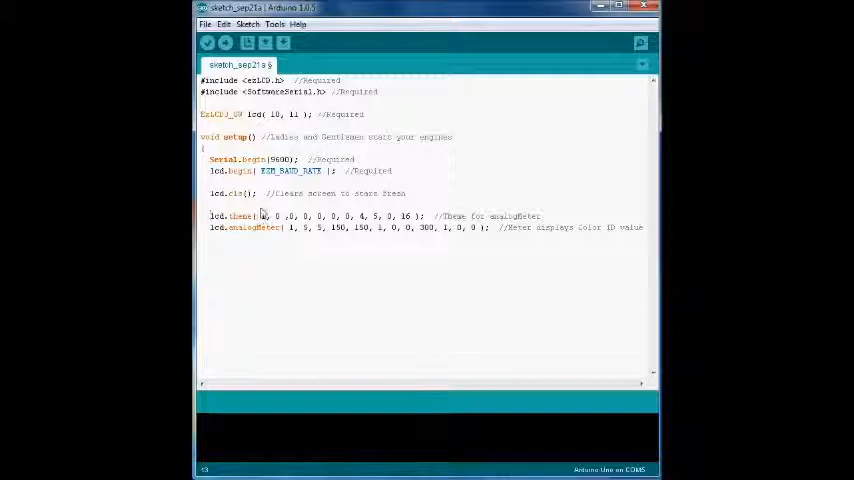 sketch_sep21a | Arduino 1.0.5
File Edit Sketch Tools Help
sketch_sep21a §
#include <ezLCD.h> //Required
#include <SoftwareSerial.h> //Required
EzLCD3_SW lcd( 10, 11 ); //Required
void setup() //Ladies and Gentlemen start your engines
{
Serial.begin(9600); //Required
lcd.begin( EZM_BAUD_RATE ); //Required
lcd.cls(); //Clears screen to start fresh
lcd.theme( 1, 0 ,0, 0, 0, 0, 0, 4, 5, 0, 16 ); //Theme for analogMeter
lcd.analogMeter( 1, 5, 5, 150, 150, 1, 0, 0, 300, 1, 0, 0 ); //Meter displays Color ID value
13
Arduino Uno on COM5